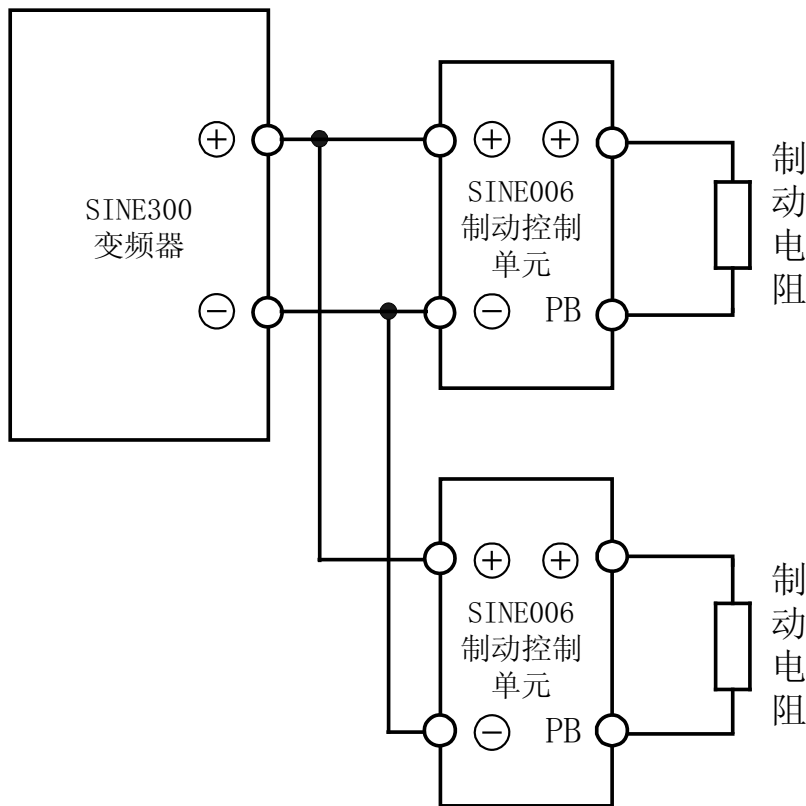 SINE300
变频器
⊕
⊖
⊕ ⊕
SINE006
制动控制
单元
⊖ PB
制动电阻
⊕ ⊕
SINE006
制动控制
单元
⊖ PB
制动电阻